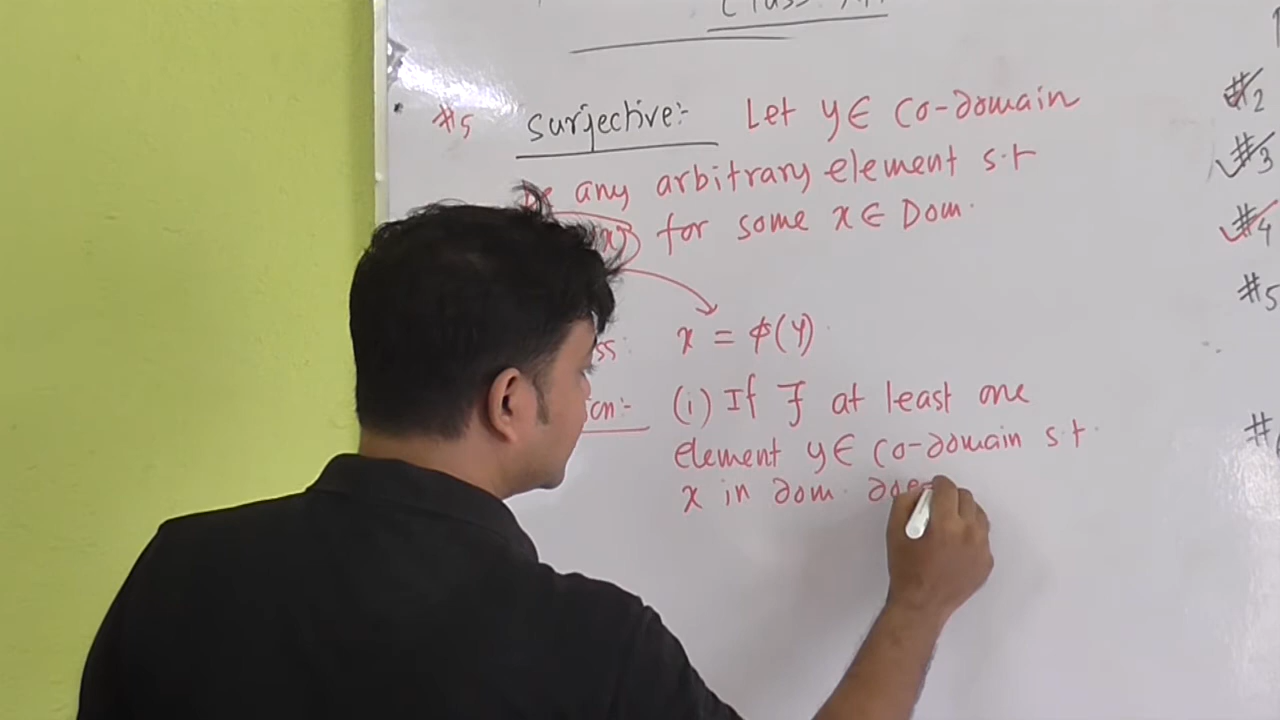 #5 Surjective:- Let y ∈ Co-domain
be any arbitrary element s.t
(x) for some x ∈ Dom.
x = φ(y).
(i) If ∃ at least one
element y ∈ Co-domain s.t.
x in dom. does
#2
#3
#4
#5
#